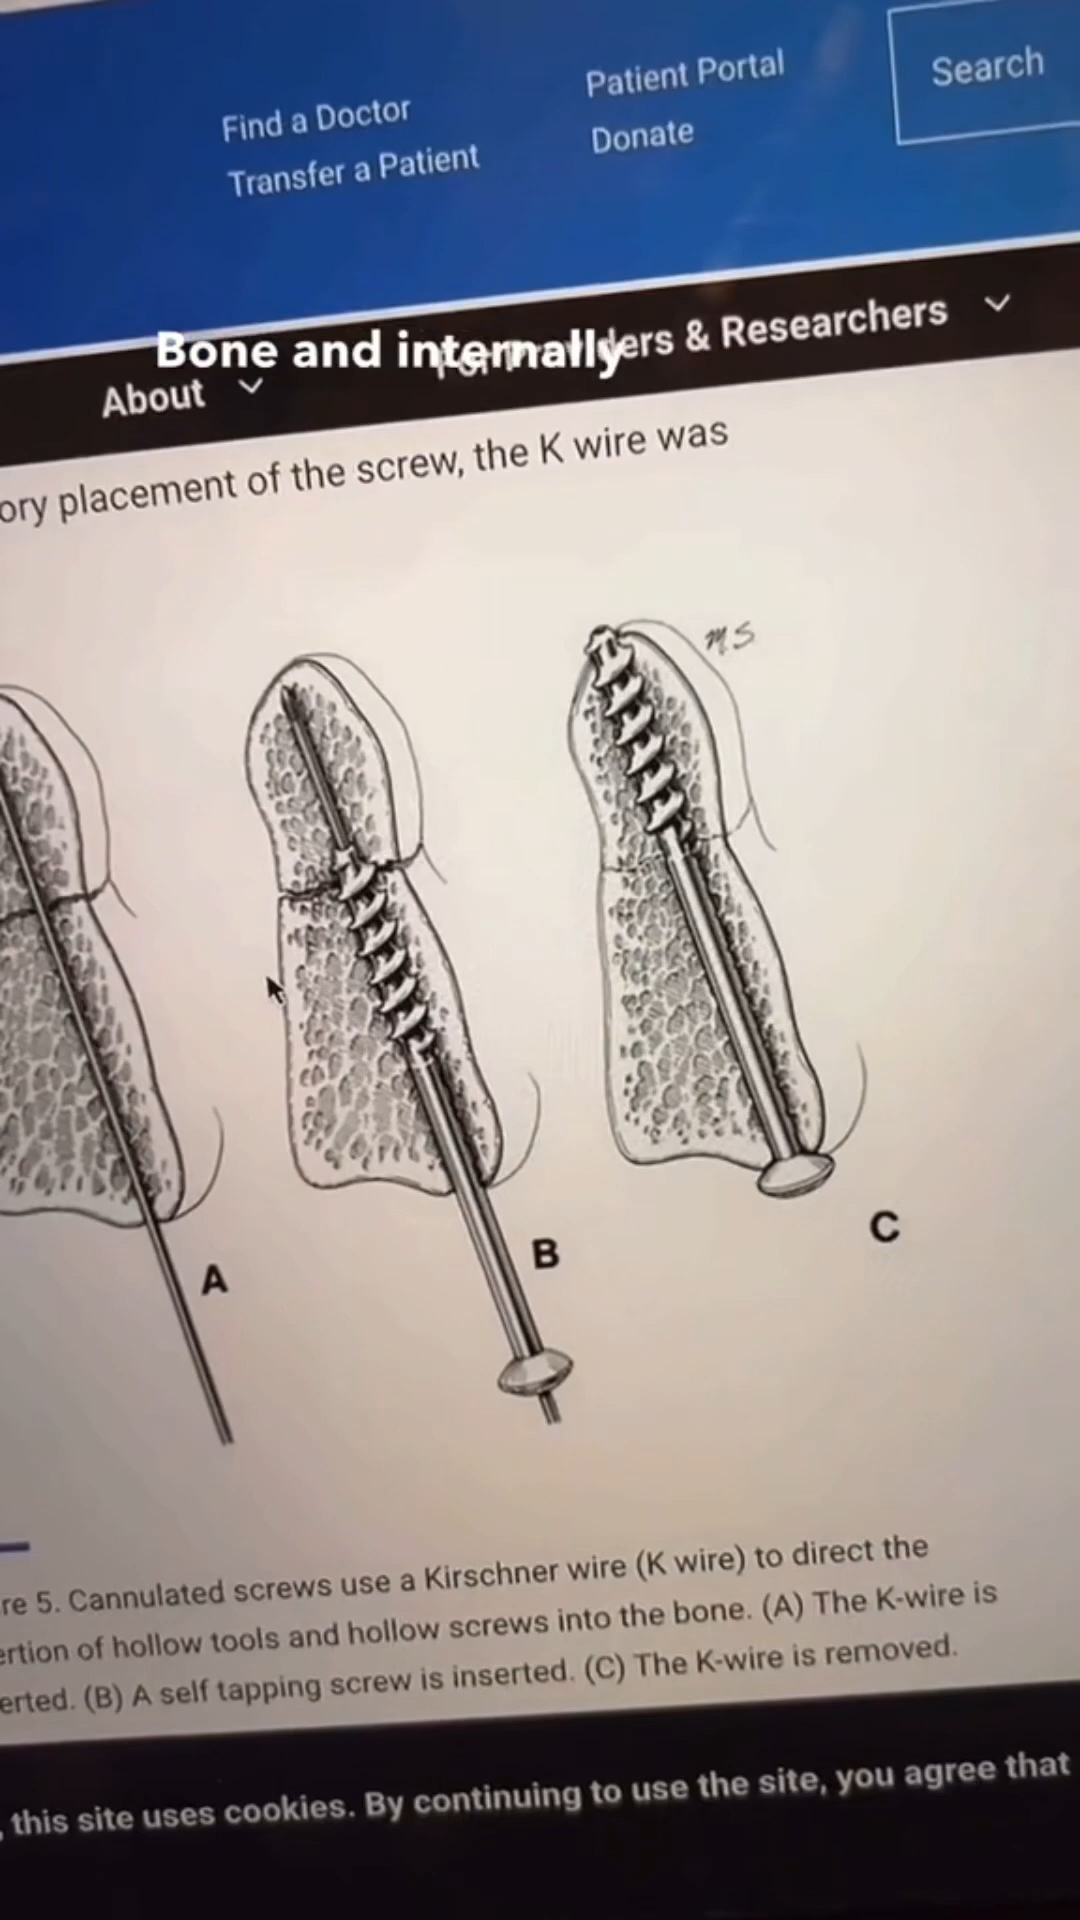 Find a Doctor
Transfer a Patient
Patient Portal
Donate
Search
Bone and internally
About
ers & Researchers
ory placement of the screw, the K wire was
MS
A
B
C
re 5. Cannulated screws use a Kirschner wire (K wire) to direct the
ertion of hollow tools and hollow screws into the bone. (A) The K-wire is
erted. (B) A self tapping screw is inserted. (C) The K-wire is removed.
, this site uses cookies. By continuing to use the site, you agree that